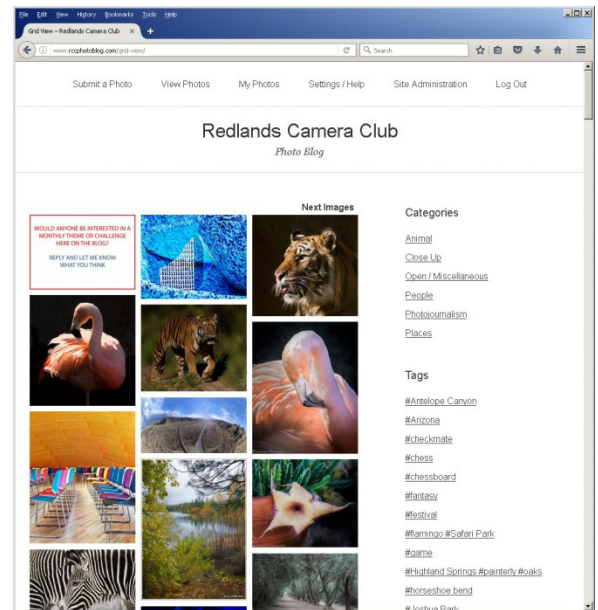 File Edit View History Bookmarks Tools Help
Grid View – Redlands Camera Club × +
www.rccphotoblog.com/grid-view/
Search
Submit a Photo View Photos My Photos Settings / Help Site Administration Log Out
Redlands Camera Club
Photo Blog
Next Images
WOULD ANYONE BE INTERESTED IN A
MONTHLY THEME OR CHALLENGE
HERE ON THE BLOG?
REPLY AND LET ME KNOW
WHAT YOU THINK
Categories
Animal
Close Up
Open / Miscellaneous
People
Photojournalism
Places
Tags
#Antelope Canyon
#Arizona
#checkmate
#chess
#chessboard
#fantasy
#festival
#flamingo #Safari Park
#game
#Highland Springs #painterly #oaks
#horseshoe bend
#Joshua Park